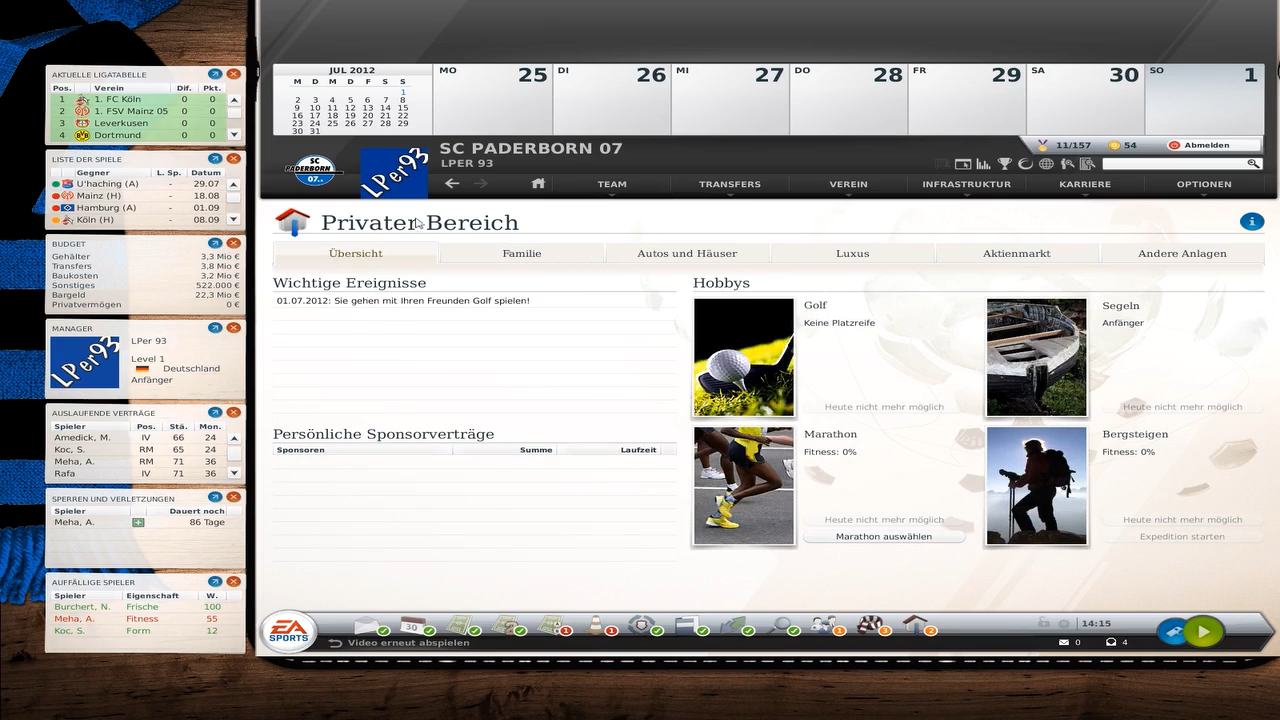 AKTUELLE LIGATABELLE
Pos. Verein Dif. Pkt.
1 1. FC Köln 0 0
2 1. FSV Mainz 05 0 0
3 Leverkusen 0 0
4 Dortmund 0 0
LISTE DER SPIELE
Gegner L. Sp. Datum
U'haching (A) - 29.07
Mainz (H) - 18.08
Hamburg (A) - 01.09
Köln (H) - 08.09
BUDGET
Gehälter 3,3 Mio €
Transfers 3,8 Mio €
Baukosten 3,2 Mio €
Sonstiges 522.000 €
Bargeld 22,3 Mio €
Privatvermögen 0 €
MANAGER
LPer93
LPer 93
Level 1
Deutschland
Anfänger
AUSLAUFENDE VERTRÄGE
Spieler Pos. Stä. Mon.
Amedick, M. IV 66 24
Koc, S. RM 65 24
Meha, A. RM 71 36
Rafa IV 71 36
SPERREN UND VERLETZUNGEN
Spieler Dauert noch
Meha, A. 86 Tage
AUFFÄLLIGE SPIELER
Spieler Eigenschaft W.
Burchert, N. Frische 100
Meha, A. Fitness 55
Koc, S. Form 12
JUL 2012
M D M D F S S
1
2 3 4 5 6 7 8
9 10 11 12 13 14 15
16 17 18 19 20 21 22
23 24 25 26 27 28 29
30 31
MO 25 DI 26 MI 27 DO 28 FR 29 SA 30 SO 1
SC PADERBORN 07
LPER 93
SC PADERBORN 07
LPer93
11/157 54 Abmelden
TEAM TRANSFERS VEREIN INFRASTRUKTUR KARRIERE OPTIONEN
Privater Bereich
Übersicht Familie Autos und Häuser Luxus Aktienmarkt Andere Anlagen
Wichtige Ereignisse
01.07.2012: Sie gehen mit Ihren Freunden Golf spielen!
Persönliche Sponsorverträge
Sponsoren Summe Laufzeit
Hobbys
Golf
Keine Platzreife
Heute nicht mehr möglich
Segeln
Anfänger
Heute nicht mehr möglich
Marathon
Fitness: 0%
Heute nicht mehr möglich
Marathon auswählen
Bergsteigen
Fitness: 0%
Heute nicht mehr möglich
Expedition starten
EA SPORTS
30 1 1 1 3 2
14:15
Video erneut abspielen
0 4